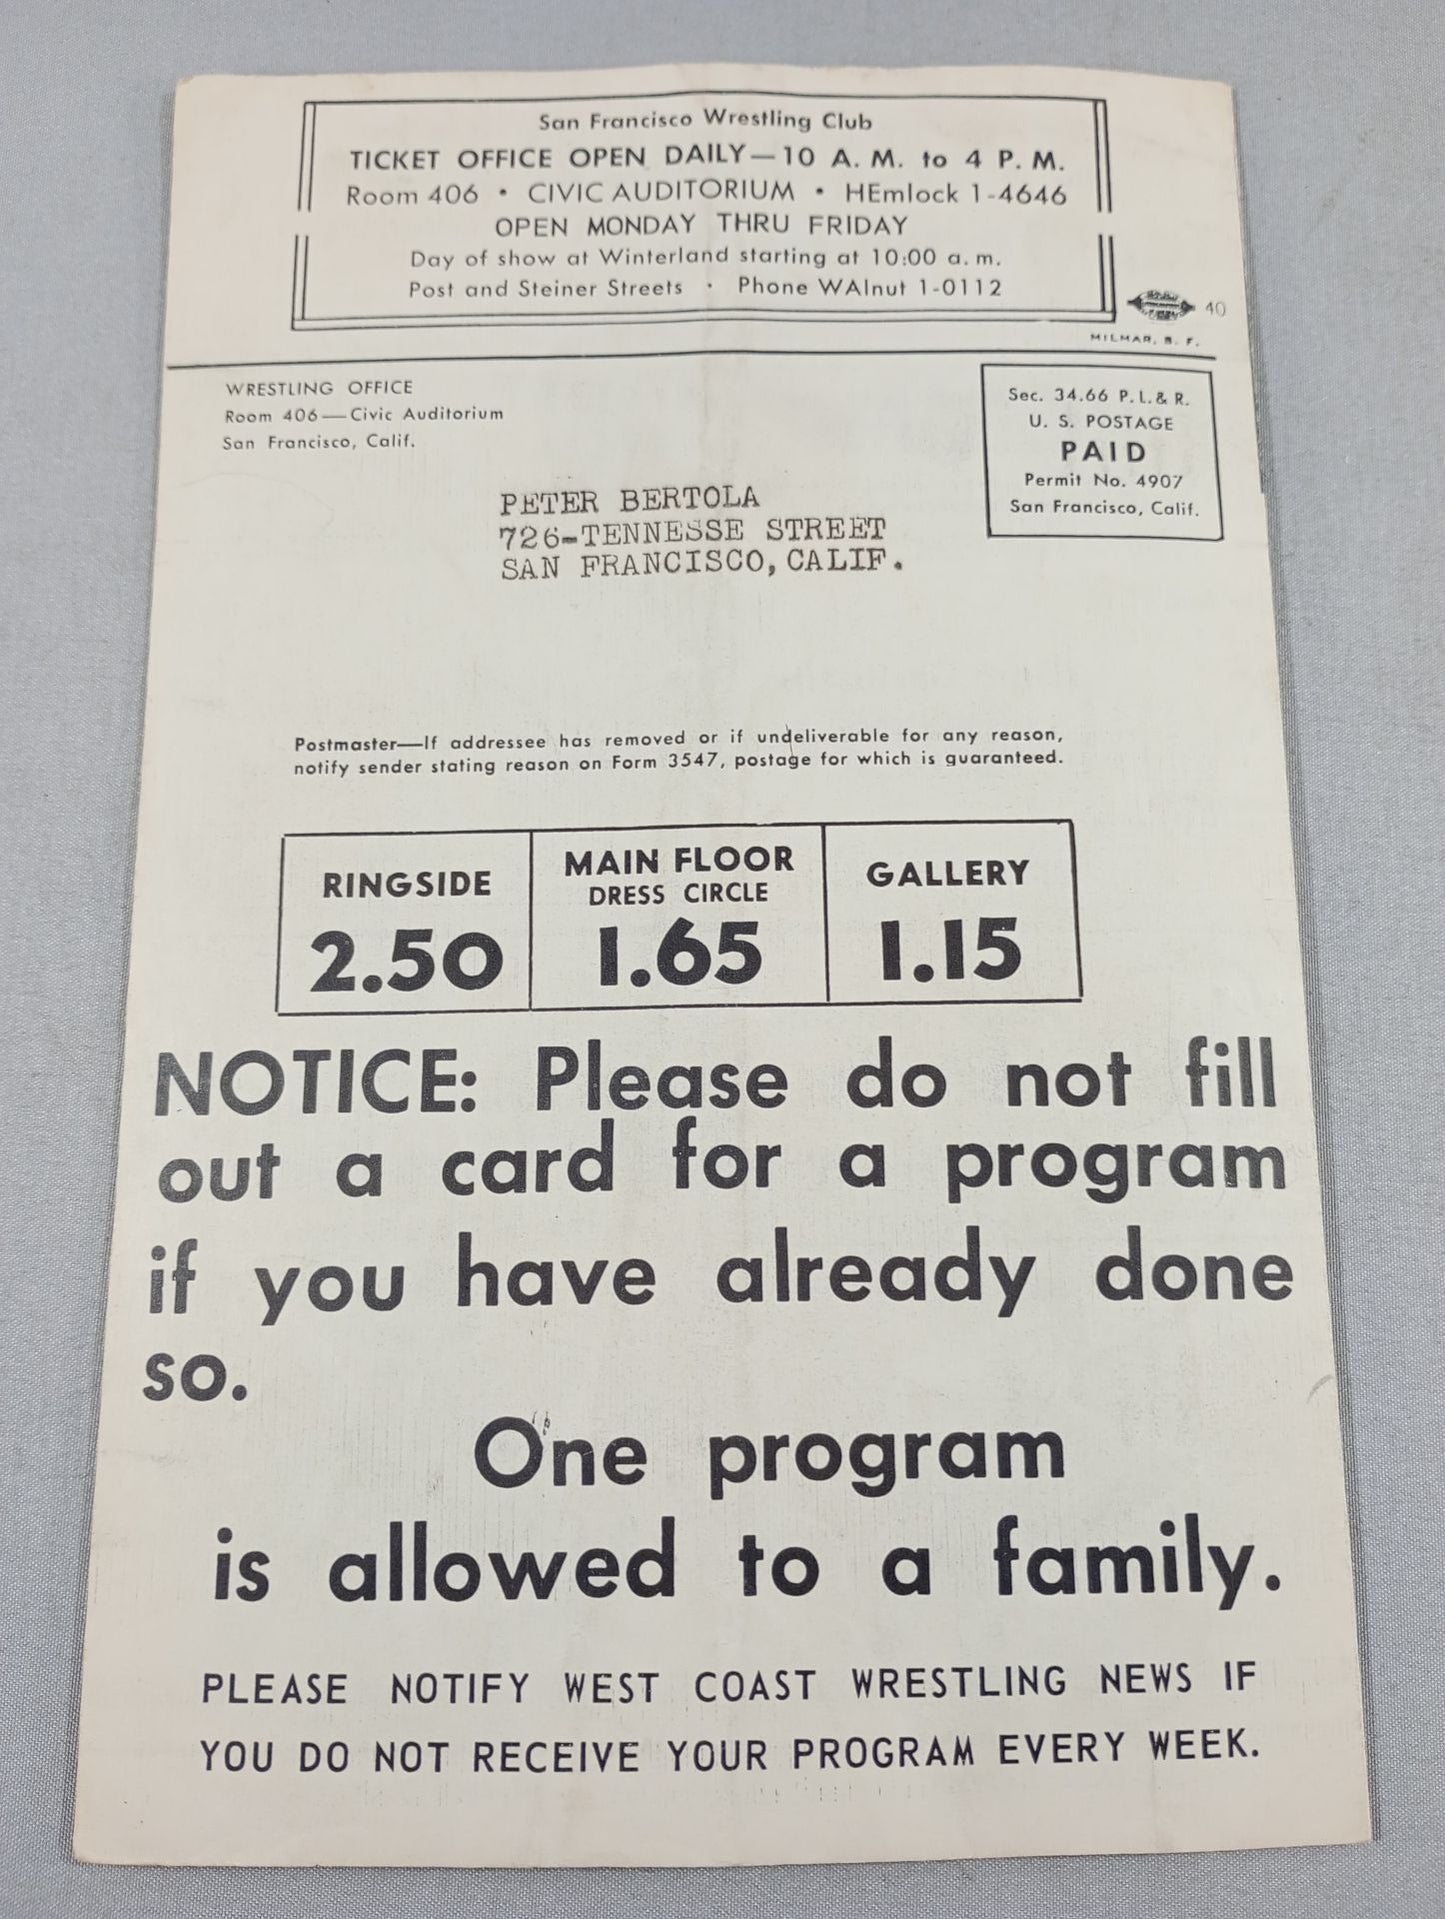 San Francisco Wrestling Club
TICKET OFFICE OPEN DAILY—10 A. M. to 4 P. M.
Room 406 • CIVIC AUDITORIUM • HEmlock 1-4646
OPEN MONDAY THRU FRIDAY
Day of show at Winterland starting at 10:00 a. m.
Post and Steiner Streets • Phone WAlnut 1-0112
40
MILMAR, S. F.
WRESTLING OFFICE
Room 406—Civic Auditorium
San Francisco, Calif.
Sec. 34.66 P. L. & R.
U. S. POSTAGE
PAID
Permit No. 4907
San Francisco, Calif.
PETER BERTOLA
726-TENNESSE STREET
SAN FRANCISCO, CALIF.
Postmaster—If addressee has removed or if undeliverable for any reason,
notify sender stating reason on Form 3547, postage for which is guaranteed.
RINGSIDE
2.50
MAIN FLOOR
DRESS CIRCLE
1.65
GALLERY
1.15
NOTICE: Please do not fill
out a card for a program
if you have already done
so.
One program
is allowed to a family.
PLEASE NOTIFY WEST COAST WRESTLING NEWS IF
YOU DO NOT RECEIVE YOUR PROGRAM EVERY WEEK.